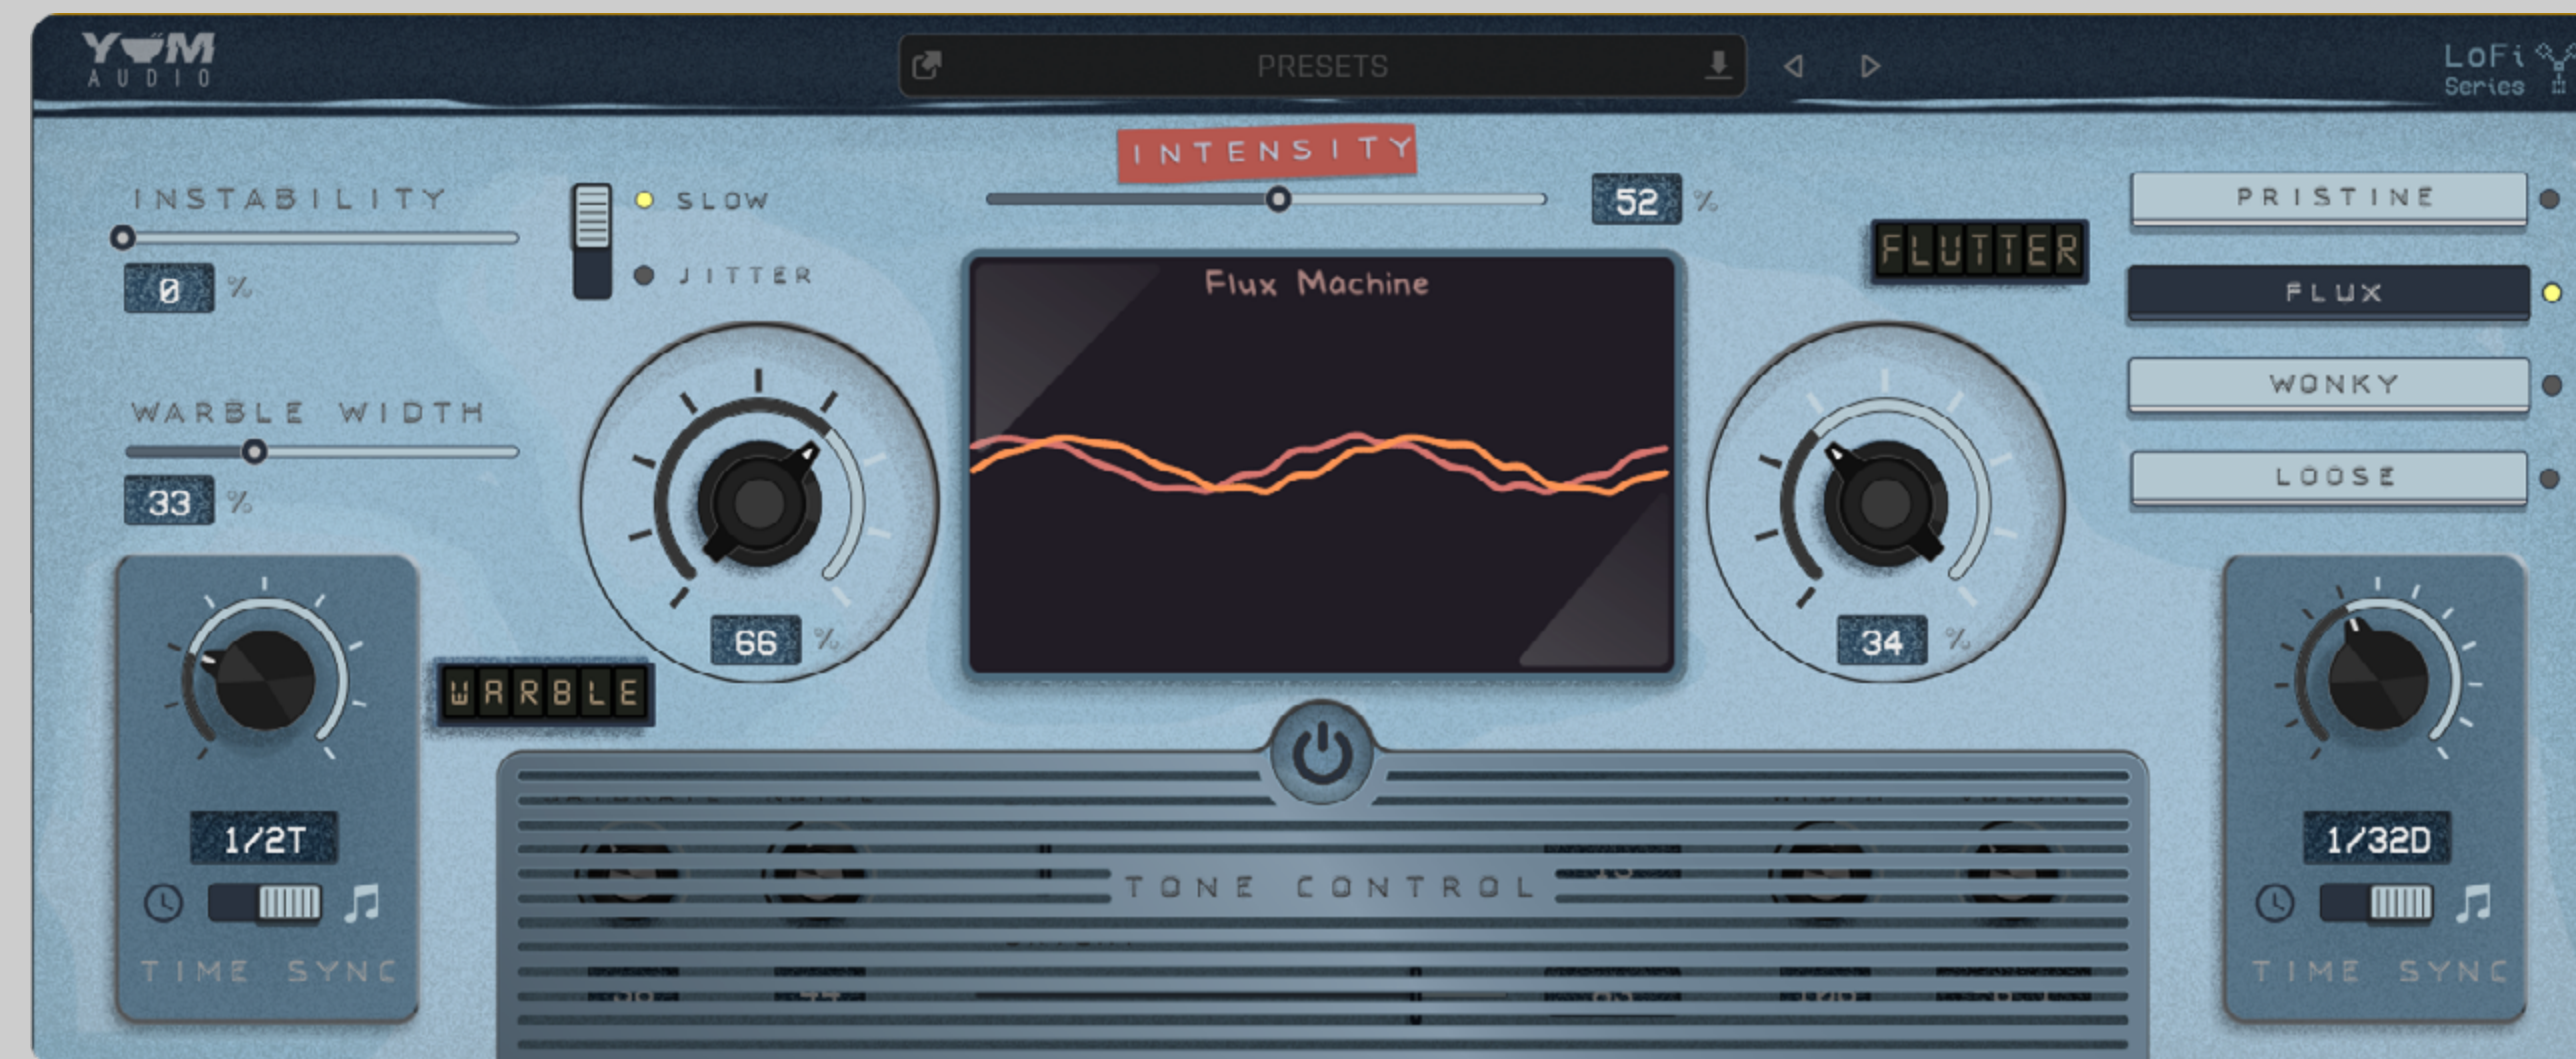 YUM
AUDIO
PRESETS
LoFi
Series
INTENSITY
INSTABILITY
SLOW
52 %
PRISTINE
FLUTTER
JITTER
Flux Machine
0 %
FLUX
WARBLE WIDTH
WONKY
33 %
LOOSE
66 %
34 %
WARBLE
1/2T
1/32D
TONE CONTROL
TIME SYNC
TIME SYNC